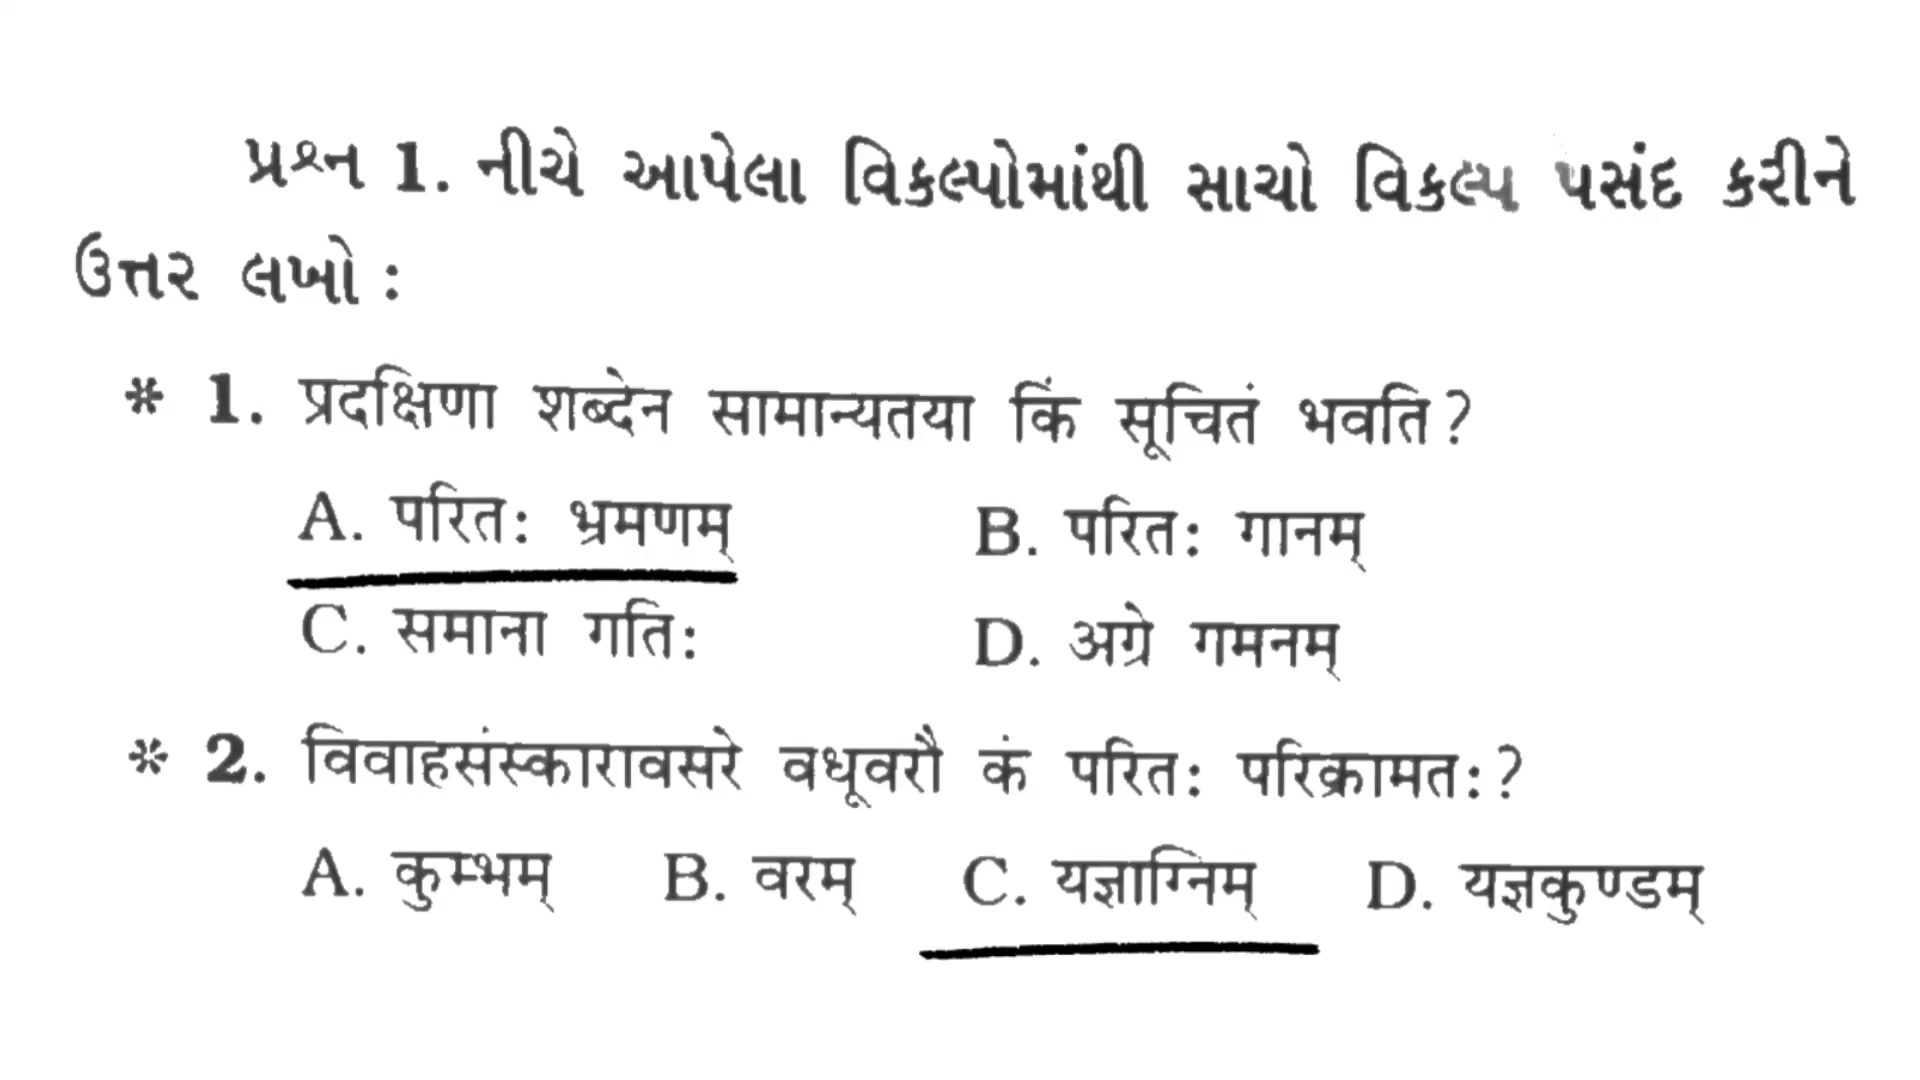 પ્રશ્ન 1. નીચે આપેલા વિકલ્પોમાંથી સાચો વિકલ્પ પસંદ કરીને
ઉત્તર લખો :
* 1. प्रदक्षिणा शब्देन सामान्यतया किं सूचितं भवति ?
A. परितः भ्रमणम् B. परितः गानम्
C. समाना गतिः D. अग्रे गमनम्
* 2. विवाहसंस्कारावसरे वधूवरौ कं परितः परिक्रामतः ?
A. कुम्भम् B. वरम् C. यज्ञाग्निम् D. यज्ञकुण्डम्